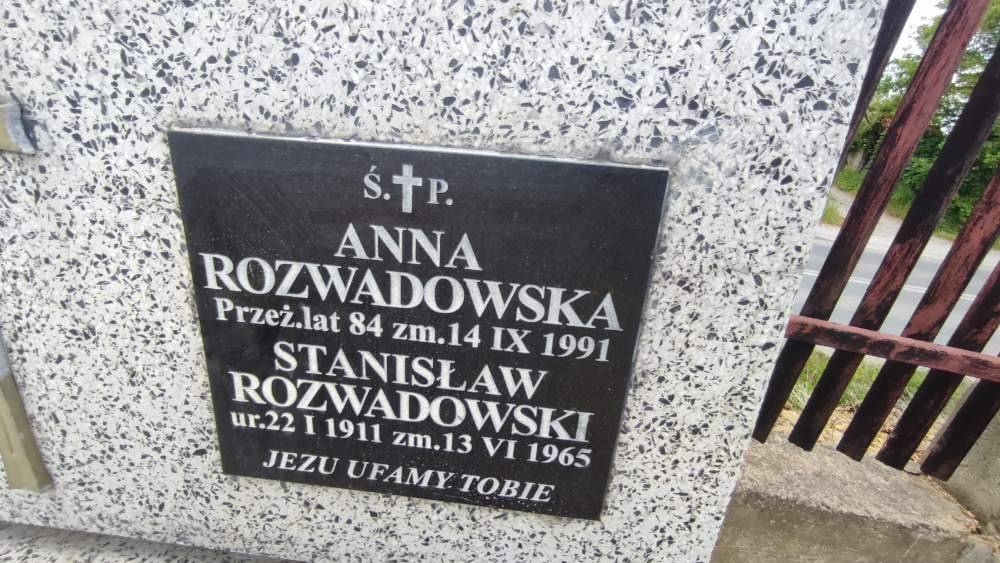 Ś.✝P.
ANNA
ROZWADOWSKA
Przeż.lat 84 zm.14 IX 1991
STANISŁAW
ROZWADOWSKI
ur.22 I 1911 zm.13 VI 1965
JEZU UFAMY TOBIE